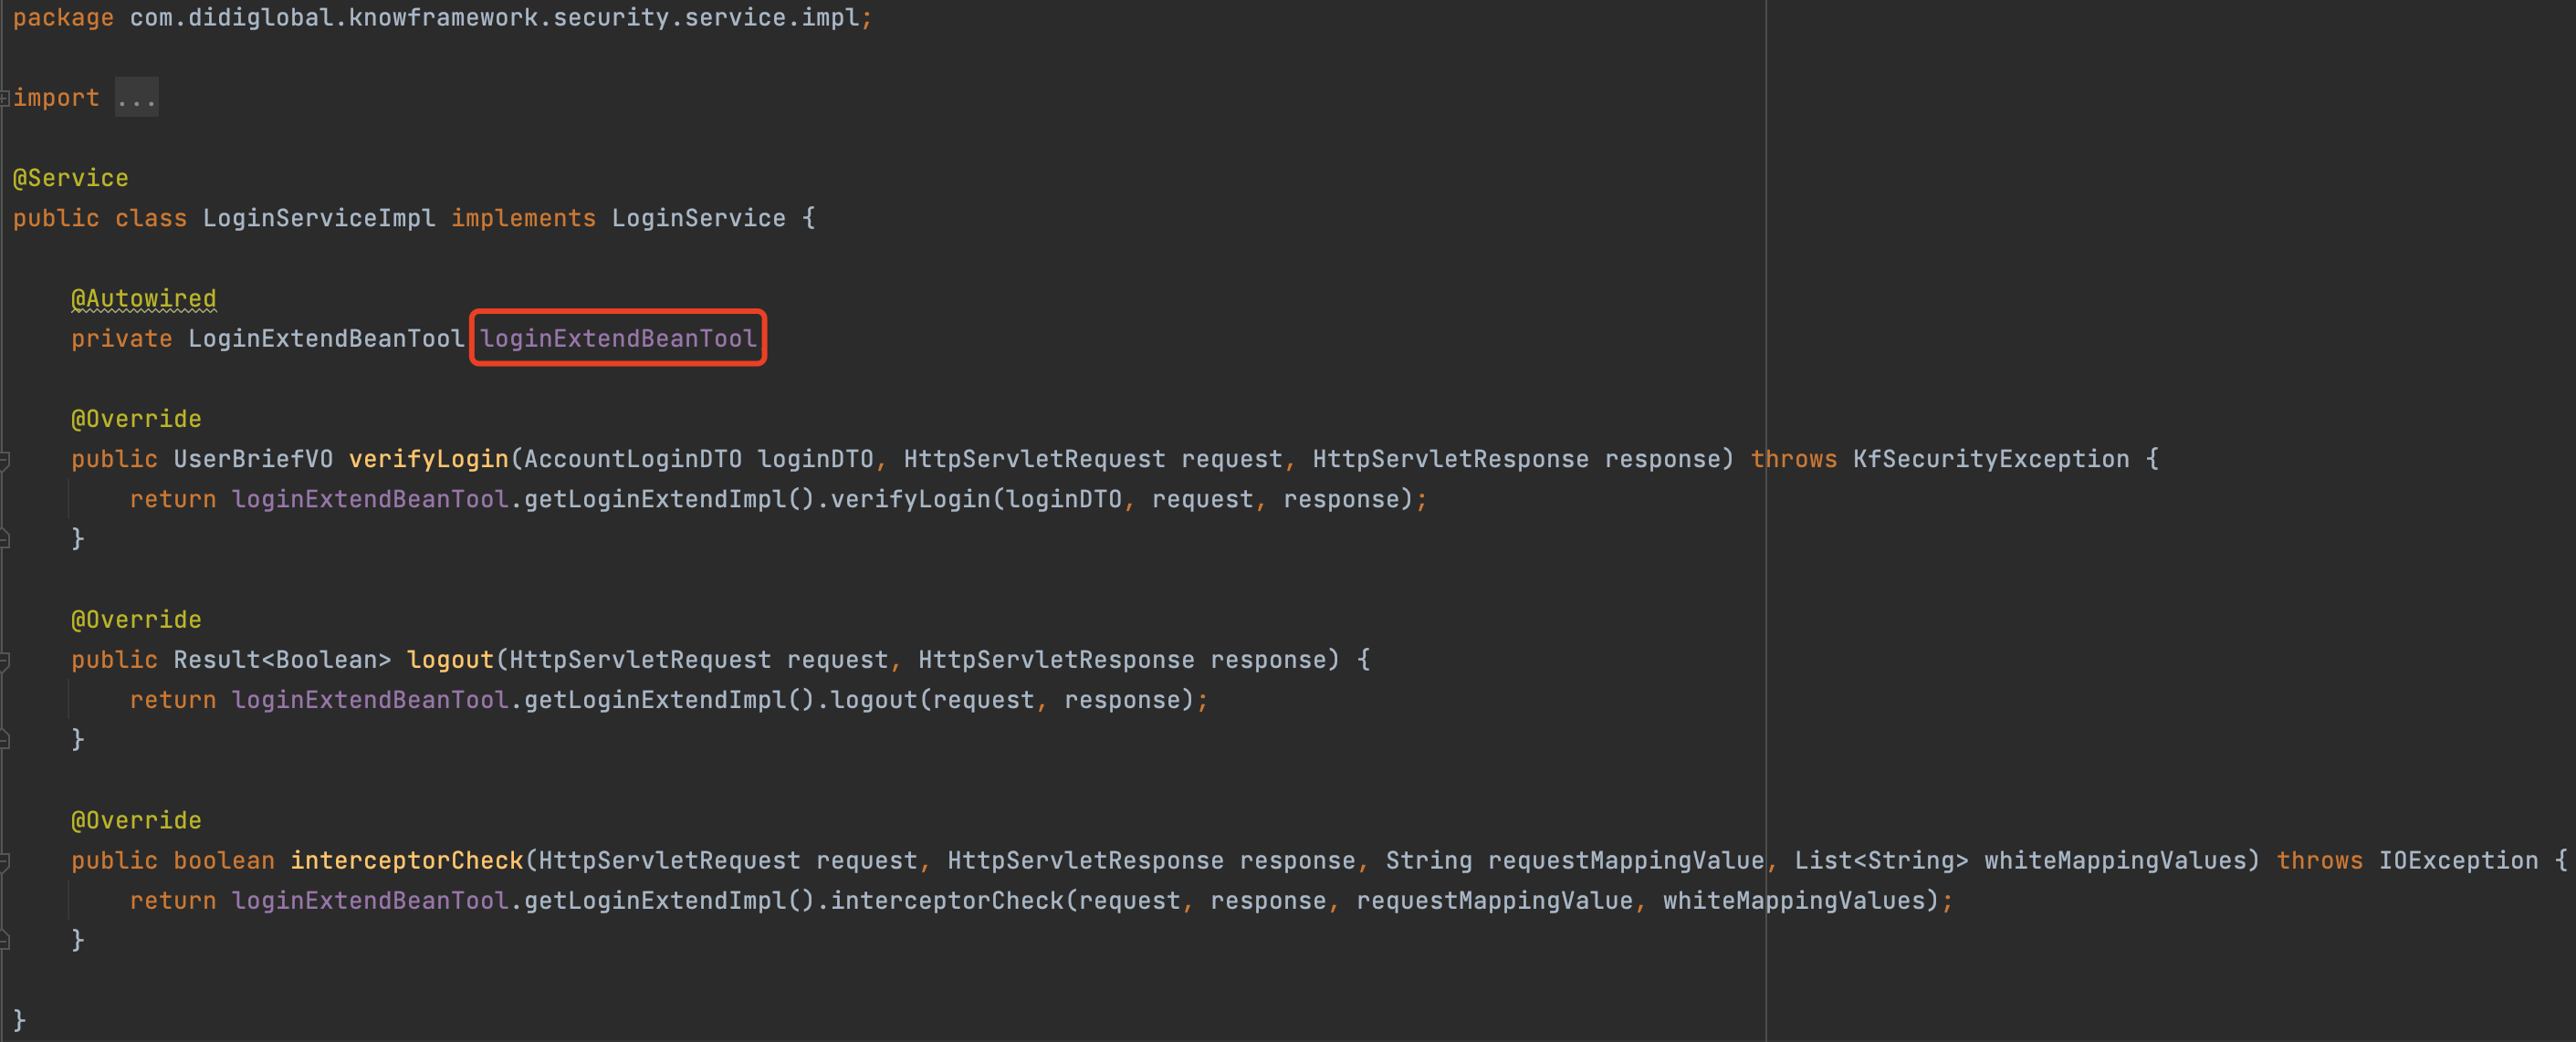 package com.didiglobal.knowframework.security.service.impl;
import ...
@Service
public class LoginServiceImpl implements LoginService {
@Autowired
private LoginExtendBeanTool loginExtendBeanTool
@Override
public UserBriefVO verifyLogin(AccountLoginDTO loginDTO, HttpServletRequest request, HttpServletResponse response) throws KfSecurityException {
return loginExtendBeanTool.getLoginExtendImpl().verifyLogin(loginDTO, request, response);
}
@Override
public Result<Boolean> logout(HttpServletRequest request, HttpServletResponse response) {
return loginExtendBeanTool.getLoginExtendImpl().logout(request, response);
}
@Override
public boolean interceptorCheck(HttpServletRequest request, HttpServletResponse response, String requestMappingValue, List<String> whiteMappingValues) throws IOException {
return loginExtendBeanTool.getLoginExtendImpl().interceptorCheck(request, response, requestMappingValue, whiteMappingValues);
}
}